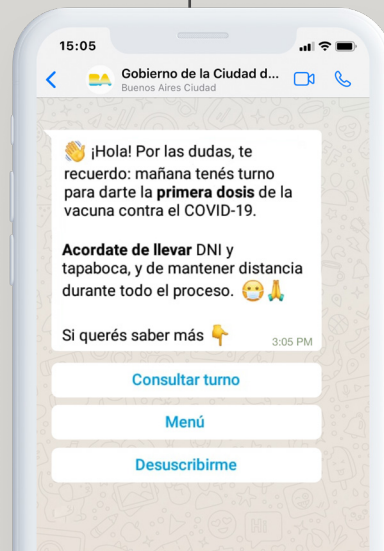 15:05
BA
Gobierno de la Ciudad d...
Buenos Aires Ciudad
👋 ¡Hola! Por las dudas, te
recuerdo: mañana tenés turno
para darte la primera dosis de la
vacuna contra el COVID-19.
Acordate de llevar DNI y
tapaboca, y de mantener distancia
durante todo el proceso. 😷🙏
Si querés saber más 👇
3:05 PM
Consultar turno
Menú
Desuscribirme